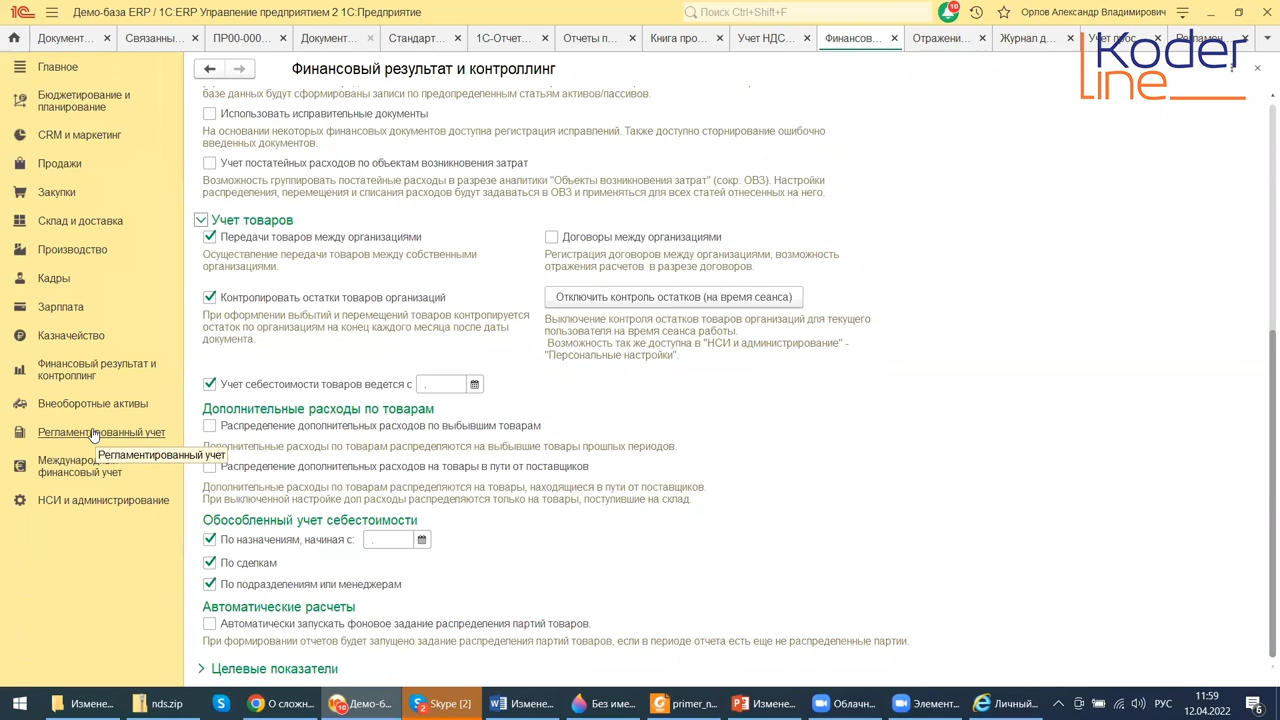 Демо-база ERP / 1С:ERP Управление предприятием 2 1С:Предприятие
Поиск Ctrl+Shift+F
10
Орлов Александр Владимирович
Документ...
Связанны...
ПР00-000...
Документ...
Стандарт...
1С-Отчет...
Отчеты п...
Книга про...
Учет НДС...
Финансов...
Отражени...
Журнал д...
Koder
line
Главное
Бюджетирование и
планирование
CRM и маркетинг
Продажи
Закупки
Склад и доставка
Производство
Кадры
Зарплата
Казначейство
Финансовый результат и
контроллинг
Внеоборотные активы
Регламентированный учет
Регламентированный учет
финансовый учет
НСИ и администрирование
Финансовый результат и контроллинг
базе данных будут сформированы записи по предопределенным статьям активов/пассивов.
Использовать исправительные документы
На основании некоторых финансовых документов доступна регистрация исправлений. Также доступно сторнирование ошибочно
введенных документов.
Учет постатейных расходов по объектам возникновения затрат
Возможность группировать постатейные расходы в разрезе аналитики "Объекты возникновения затрат" (сокр. ОВЗ). Настройки
распределения, перемещения и списания расходов будут задаваться в ОВЗ и применяться для всех статей отнесенных на него.
Учет товаров
Передачи товаров между организациями
Осуществление передачи товаров между собственными
организациями.
Договоры между организациями
Регистрация договоров между организациями, возможность
отражения расчетов в разрезе договоров.
Контролировать остатки товаров организаций
При оформлении выбытий и перемещений товаров контролируется
остаток по организациям на конец каждого месяца после даты
документа.
Отключить контроль остатков (на время сеанса)
Выключение контроля остатков товаров организаций для текущего
пользователя на время сеанса работы.
Возможность так же доступна в "НСИ и администрирование" -
"Персональные настройки".
Учет себестоимости товаров ведется с
Дополнительные расходы по товарам
Распределение дополнительных расходов по выбывшим товарам
Дополнительные расходы по товарам распределяются на выбывшие товары прошлых периодов.
Распределение дополнительных расходов на товары в пути от поставщиков
Дополнительные расходы по товарам распределяются на товары, находящиеся в пути от поставщиков.
При выключенной настройке доп расходы распределяются только на товары, поступившие на склад.
Обособленный учет себестоимости
По назначениям, начиная с:
По сделкам
По подразделениям или менеджерам
Автоматические расчеты
Автоматически запускать фоновое задание распределения партий товаров.
При формировании отчетов будет запущено задание распределения партий товаров, если в периоде отчета есть еще не распределенные партии.
Целевые показатели
Измене...
nds.zip
О сложн...
10
Демо-б...
2
Skype [2]
Измене...
Без име...
primer_n...
Измене...
Облачн...
Элемент...
Личный...
РУС
11:59
12.04.2022
6